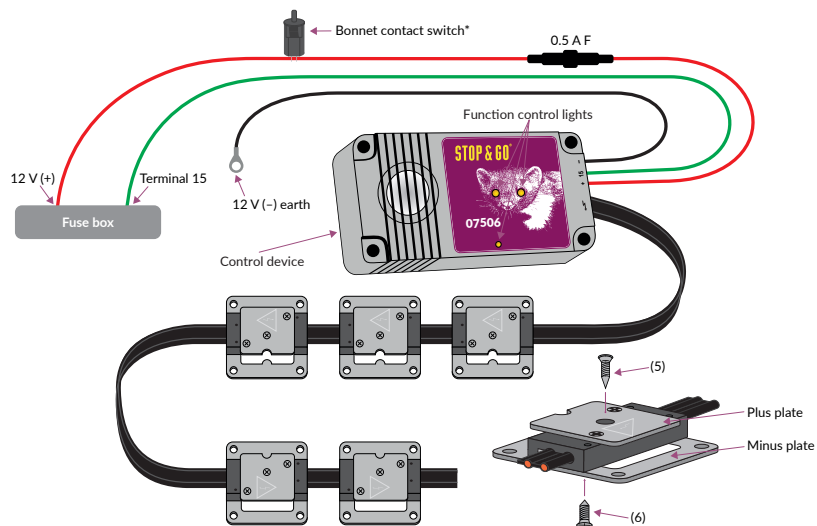 Bonnet contact switch*
0.5 A F
Function control lights
STOP & GO®
- 15 +
07506
12 V (+)
Terminal 15
12 V (–) earth
Fuse box
Control device
(5)
Plus plate
Minus plate
(6)